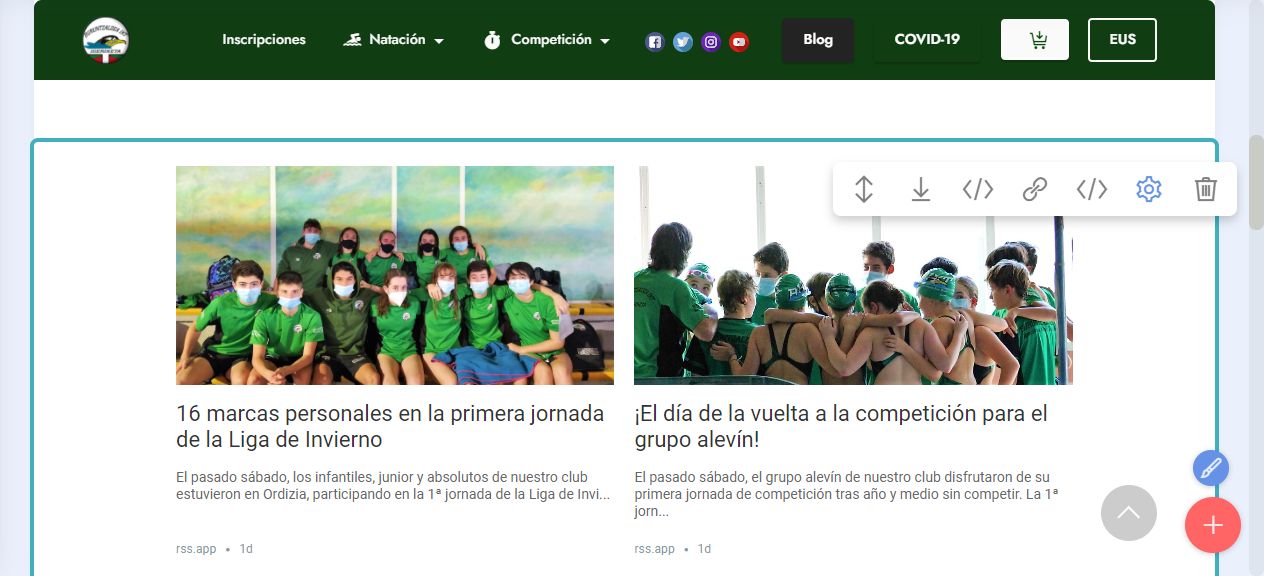 Inscripciones
Natación
Competición
Blog
COVID-19
EUS
16 marcas personales en la primera jornada
de la Liga de Invierno
El pasado sábado, los infantiles, junior y absolutos de nuestro club
estuvieron en Ordizia, participando en la 1ª jornada de la Liga de Invi...
rss.app • 1d
¡El día de la vuelta a la competición para el
grupo alevín!
El pasado sábado, el grupo alevín de nuestro club disfrutaron de su
primera jornada de competición tras año y medio sin competir. La 1ª
jorn...
rss.app • 1d